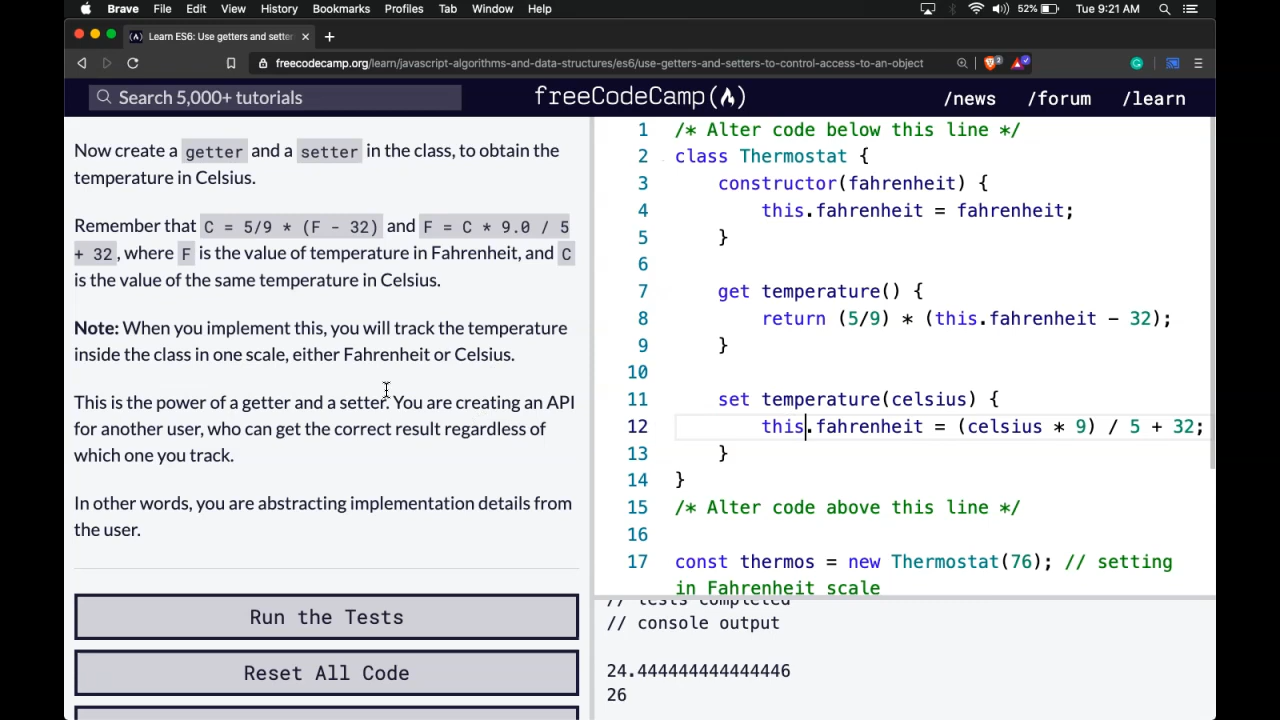 Brave File Edit View History Bookmarks Profiles Tab Window Help 52% Tue 9:21 AM
Learn ES6: Use getters and setter
freecodecamp.org/learn/javascript-algorithms-and-data-structures/es6/use-getters-and-setters-to-control-access-to-an-object
Search 5,000+ tutorials
freeCodeCamp
/news /forum /learn
Now create a getter and a setter in the class, to obtain the
temperature in Celsius.
Remember that C = 5/9 * (F - 32) and F = C * 9.0 / 5
+ 32, where F is the value of temperature in Fahrenheit, and C
is the value of the same temperature in Celsius.
Note: When you implement this, you will track the temperature
inside the class in one scale, either Fahrenheit or Celsius.
This is the power of a getter and a setter. You are creating an API
for another user, who can get the correct result regardless of
which one you track.
In other words, you are abstracting implementation details from
the user.
Run the Tests
Reset All Code
1 /* Alter code below this line */
2 class Thermostat {
3 constructor(fahrenheit) {
4 this.fahrenheit = fahrenheit;
5 }
6
7 get temperature() {
8 return (5/9) * (this.fahrenheit - 32);
9 }
10
11 set temperature(celsius) {
12 this.fahrenheit = (celsius * 9) / 5 + 32;
13 }
14 }
15 /* Alter code above this line */
16
17 const thermos = new Thermostat(76); // setting
in Fahrenheit scale
// tests completed
// console output
24.444444444444446
26